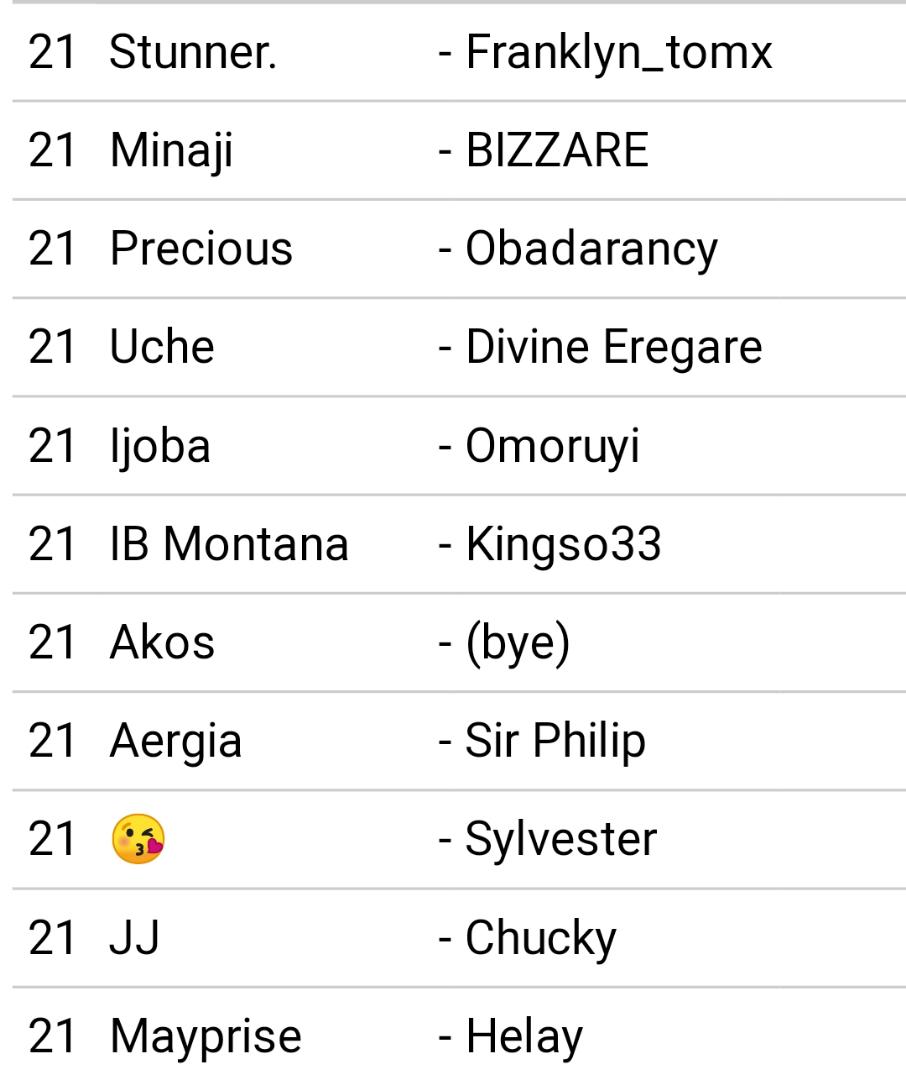 21 Stunner. - Franklyn_tomx
21 Minaji - BIZZARE
21 Precious - Obadarancy
21 Uche - Divine Eregare
21 Ijoba - Omoruyi
21 IB Montana - Kingso33
21 Akos - (bye)
21 Aergia - Sir Philip
21 😘 - Sylvester
21 JJ - Chucky
21 Mayprise - Helay